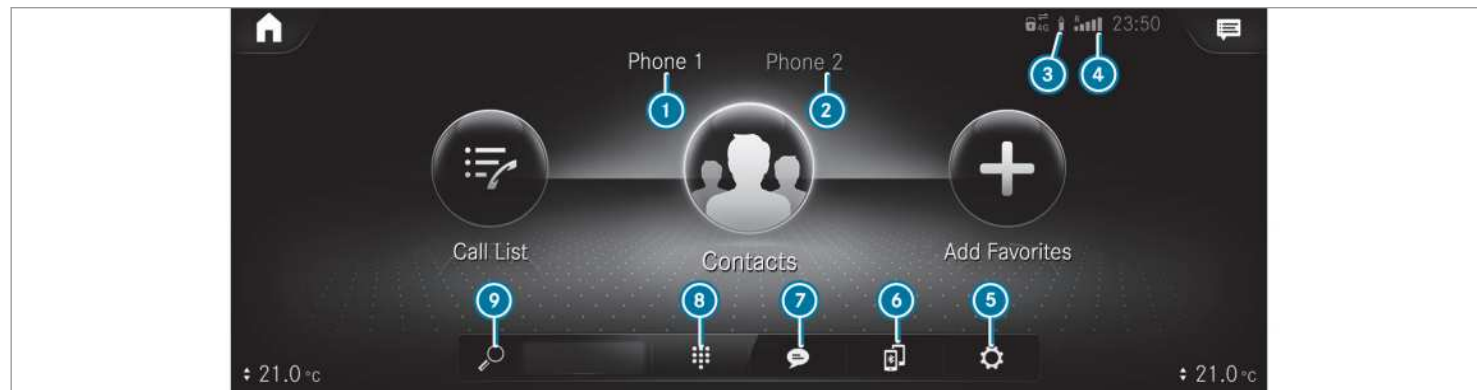 4G R 23:50
Phone 1 Phone 2
3 4
1 2
Call List Contacts Add Favorites
9 8 7 6 5
21.0 °C 21.0 °C